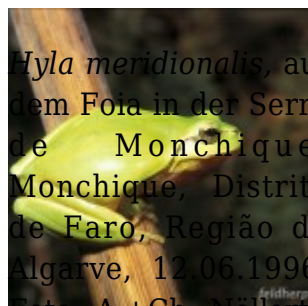 Hyla meridionalis, au
dem Foia in der Serr
de Monchique
Monchique, Distrit
de Faro, Região d
Algarve, 12.06.1996